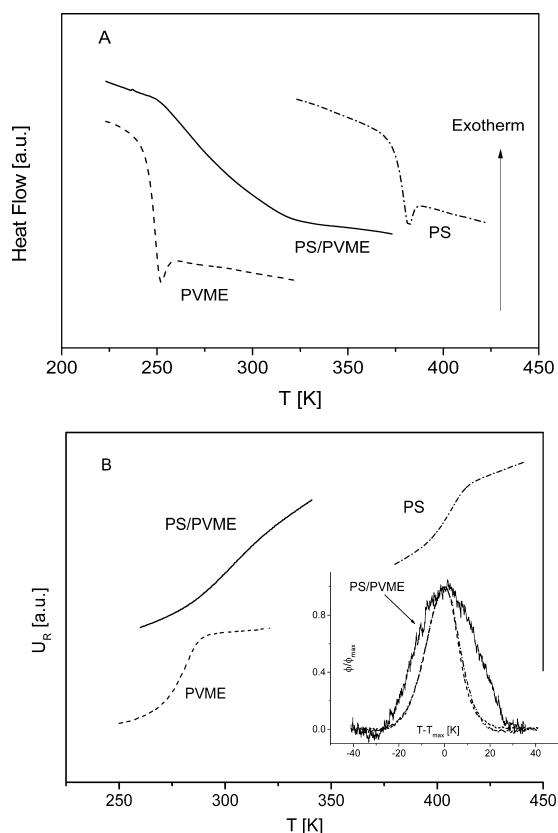 A
Heat Flow [a.u.]
Exotherm
PS/PVME
PS
PVME
200 250 300 350 400 450
T [K]
B
U_R [a.u.]
PS/PVME
PS
PVME
PS/PVME
ϕ/ϕ_max
0.8
0.4
0.0
-40 -20 0 20 40
T-T_max [K]
250 300 350 400 450
T [K]